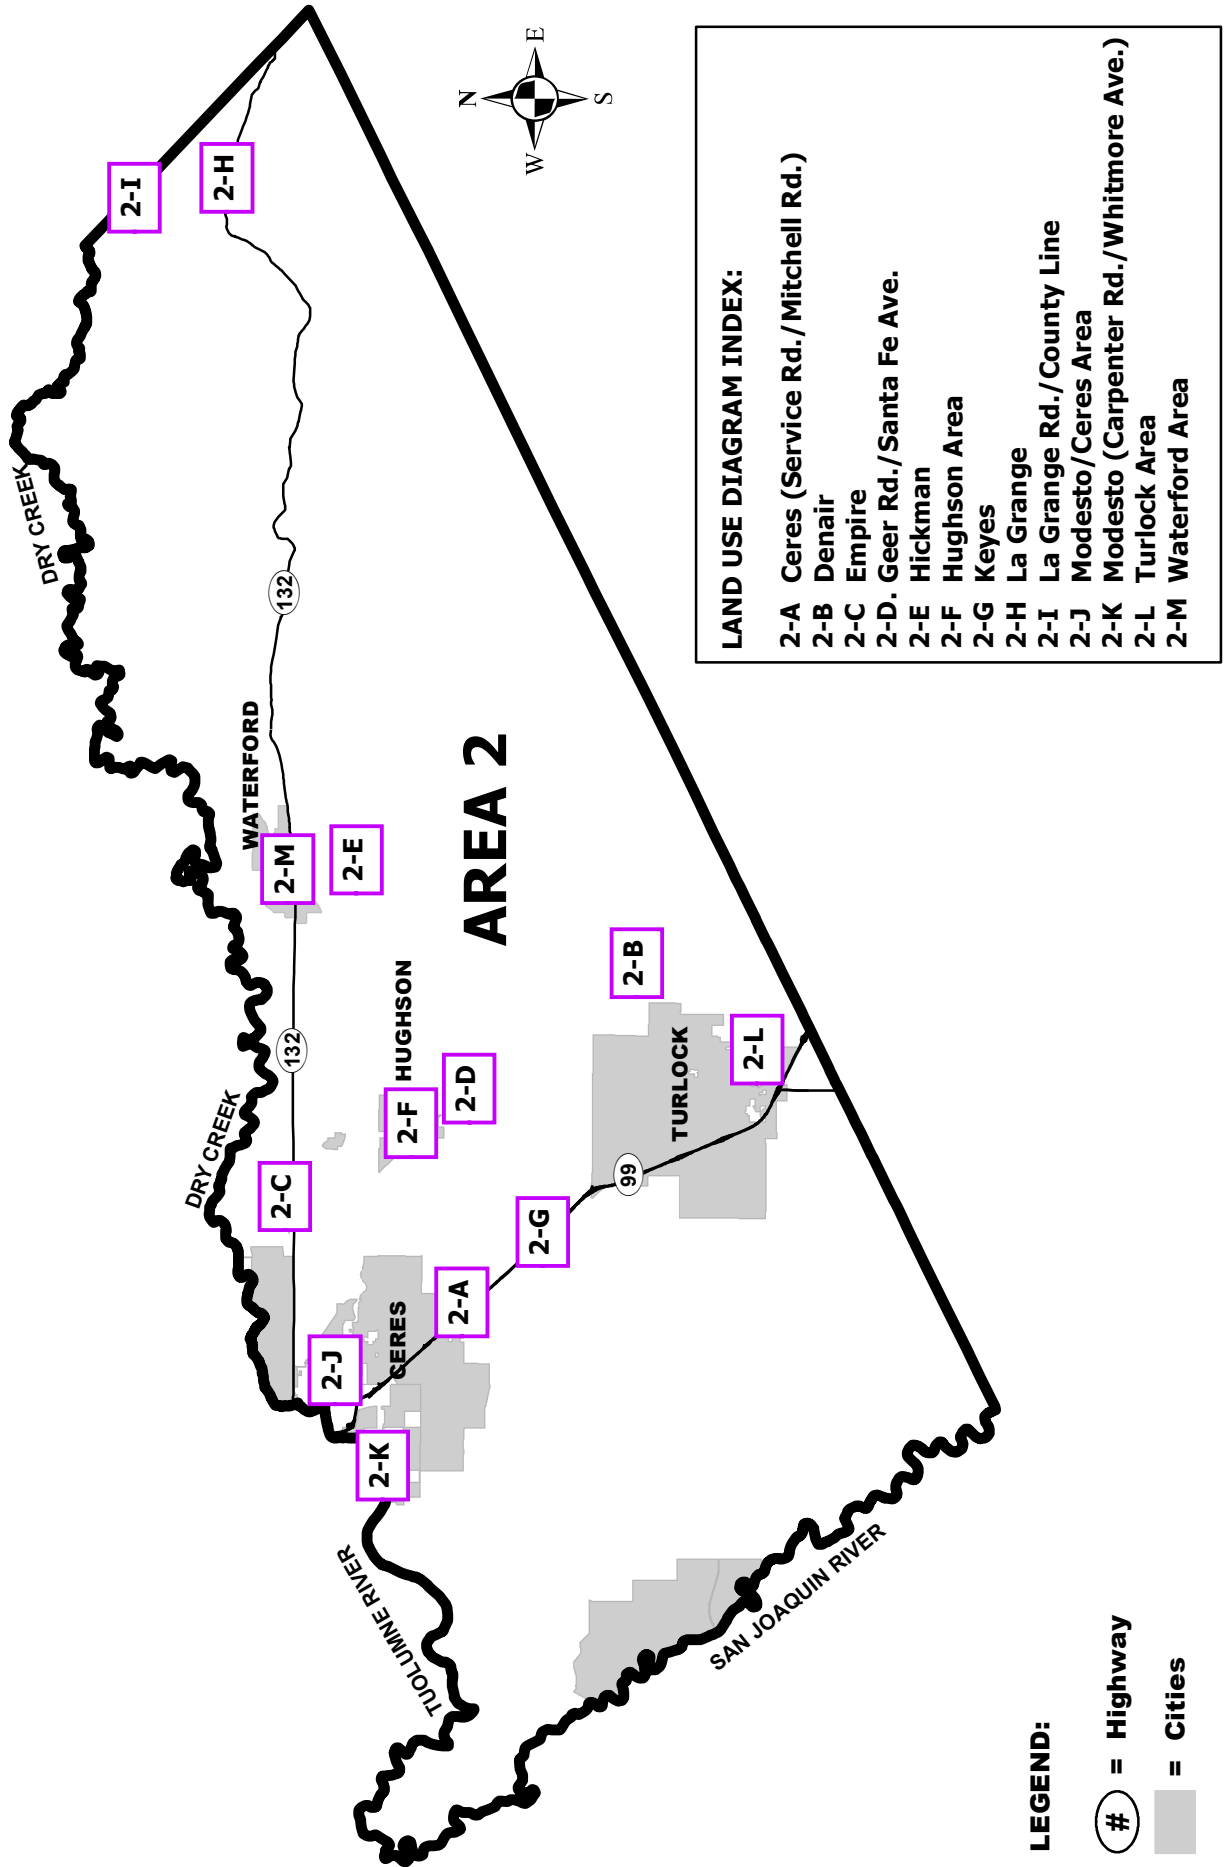 DRY CREEK
2-I
2-H
N
E
S
W
WATERFORD
132
2-M
2-E
AREA 2
DRY CREEK
132
2-C
HUGHSON
2-F
2-D
2-B
TURLOCK
2-L
99
2-G
2-A
CERES
2-J
2-K
TUOLUMNE RIVER
SAN JOAQUIN RIVER
LAND USE DIAGRAM INDEX:
2-A Ceres (Service Rd./Mitchell Rd.)
2-B Denair
2-C Empire
2-D. Geer Rd./Santa Fe Ave.
2-E Hickman
2-F Hughson Area
2-G Keyes
2-H La Grange
2-I La Grange Rd./County Line
2-J Modesto/Ceres Area
2-K Modesto (Carpenter Rd./Whitmore Ave.)
2-L Turlock Area
2-M Waterford Area
LEGEND:
# = Highway
= Cities